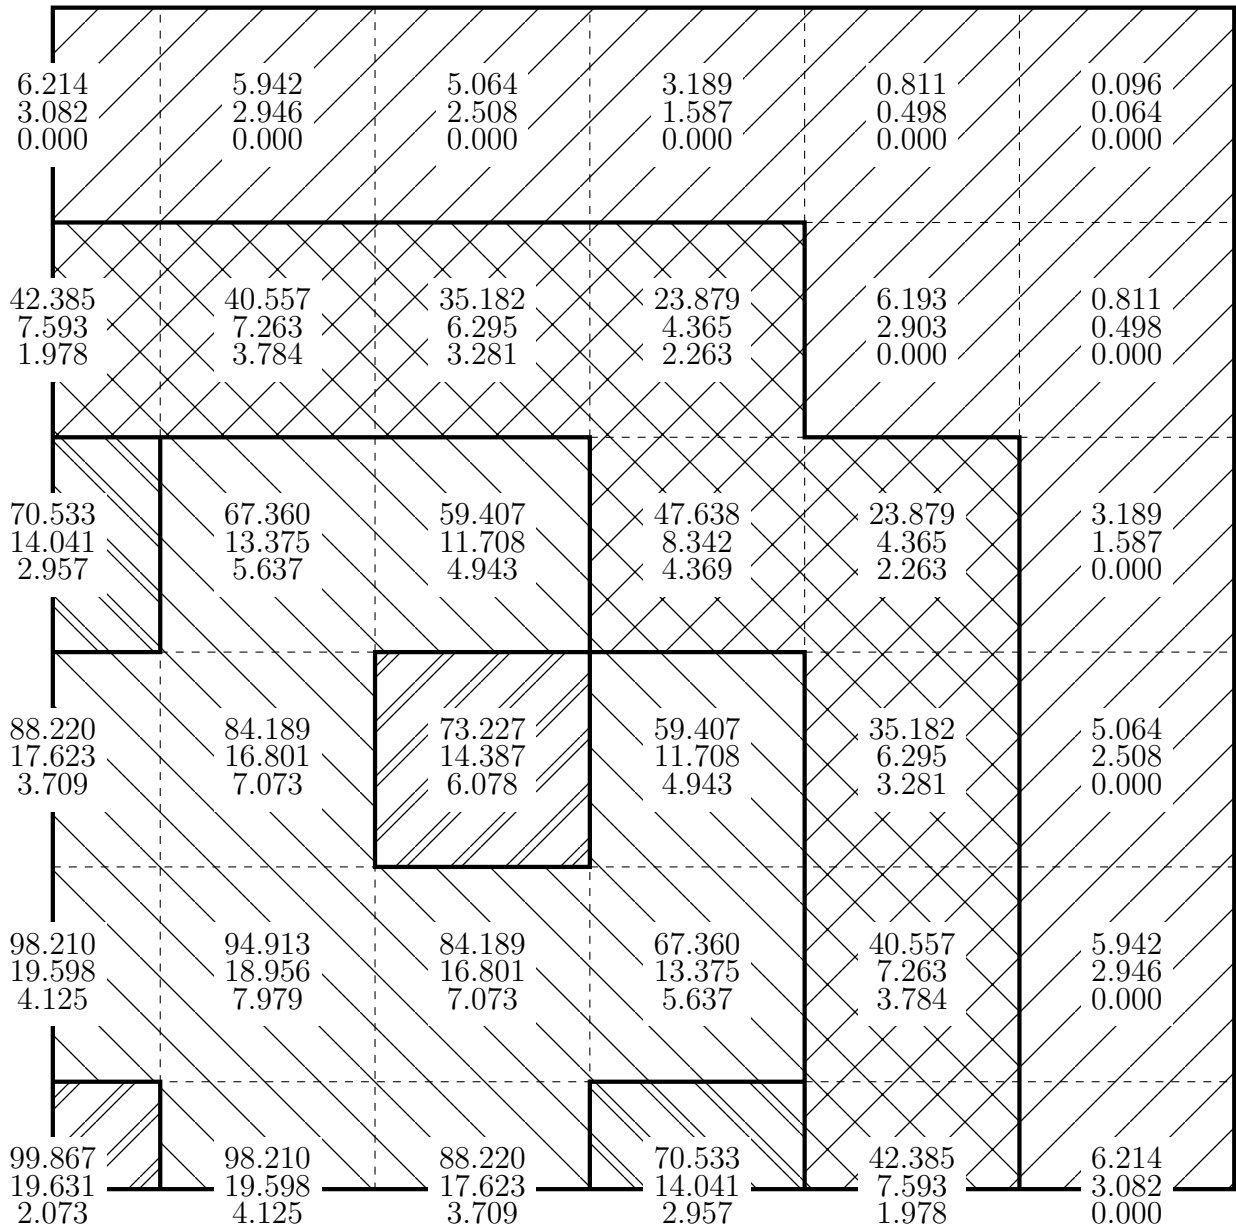 6.214 5.942 5.064 3.189 0.811 0.096
3.082 2.946 2.508 1.587 0.498 0.064
0.000 0.000 0.000 0.000 0.000 0.000
42.385 40.557 35.182 23.879 6.193 0.811
7.593 7.263 6.295 4.365 2.903 0.498
1.978 3.784 3.281 2.263 0.000 0.000
70.533 67.360 59.407 47.638 23.879 3.189
14.041 13.375 11.708 8.342 4.365 1.587
2.957 5.637 4.943 4.369 2.263 0.000
88.220 84.189 73.227 59.407 35.182 5.064
17.623 16.801 14.387 11.708 6.295 2.508
3.709 7.073 6.078 4.943 3.281 0.000
98.210 94.913 84.189 67.360 40.557 5.942
19.598 18.956 16.801 13.375 7.263 2.946
4.125 7.979 7.073 5.637 3.784 0.000
99.867 98.210 88.220 70.533 42.385 6.214
19.631 19.598 17.623 14.041 7.593 3.082
2.073 4.125 3.709 2.957 1.978 0.000